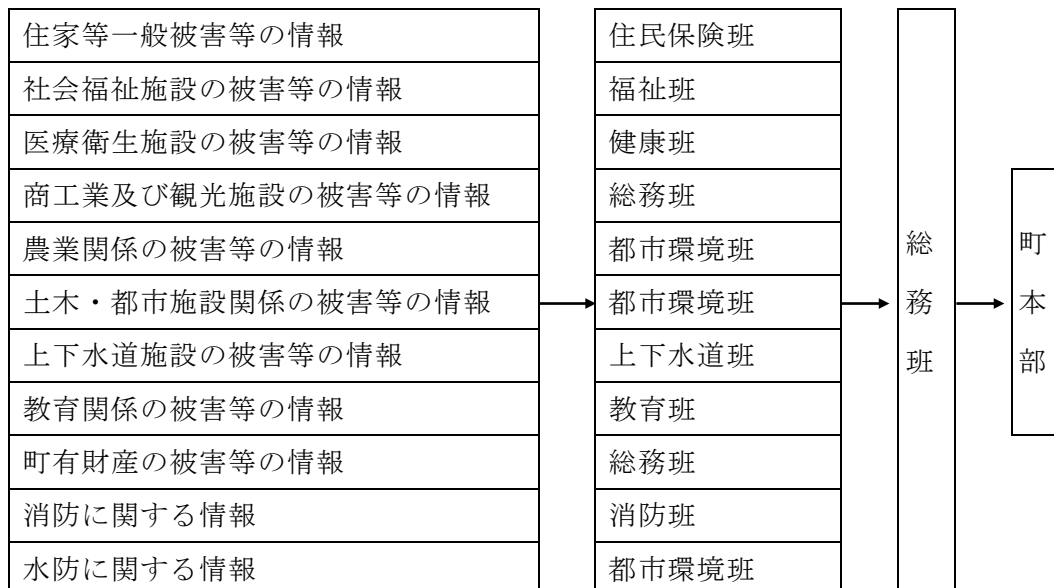 住家等一般被害等の情報
住民保険班
社会福祉施設の被害等の情報
福祉班
医療衛生施設の被害等の情報
健康班
商工業及び観光施設の被害等の情報
総務班
農業関係の被害等の情報
都市環境班
土木・都市施設関係の被害等の情報
都市環境班
上下水道施設の被害等の情報
上下水道班
教育関係の被害等の情報
教育班
町有財産の被害等の情報
総務班
消防に関する情報
消防班
水防に関する情報
都市環境班
総務班
町本部